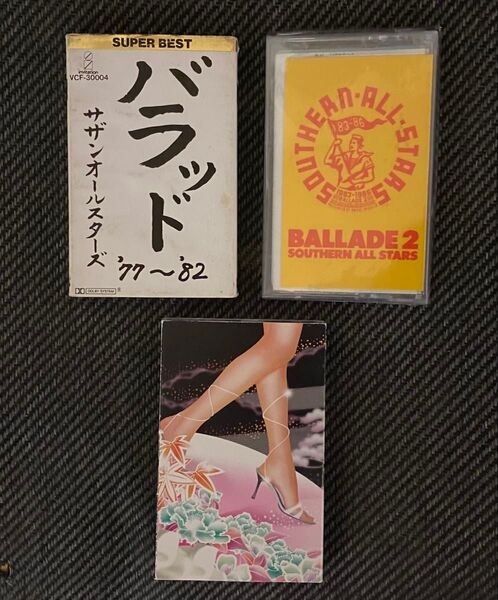 SUPER BEST
invitation
VCF-30004
バラッド
サザンオールスターズ
'77～'82
DOLBY SYSTEM
SOUTHERN・ALL・STARS
'83-86
BALLADE 2
SOUTHERN ALL STARS